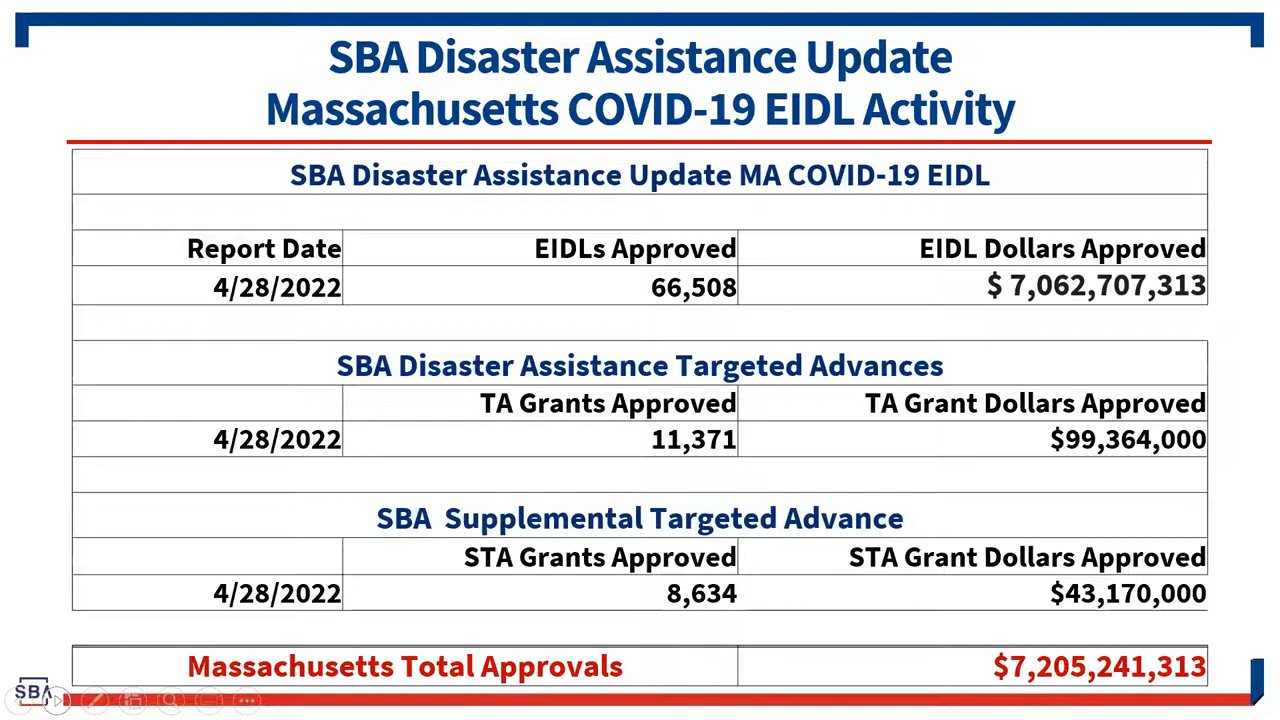 SBA Disaster Assistance Update
Massachusetts COVID-19 EIDL Activity
SBA Disaster Assistance Update MA COVID-19 EIDL
Report Date EIDLs Approved EIDL Dollars Approved
4/28/2022 66,508 $ 7,062,707,313
SBA Disaster Assistance Targeted Advances
TA Grants Approved TA Grant Dollars Approved
4/28/2022 11,371 $99,364,000
SBA Supplemental Targeted Advance
STA Grants Approved STA Grant Dollars Approved
4/28/2022 8,634 $43,170,000
Massachusetts Total Approvals $7,205,241,313
SBA